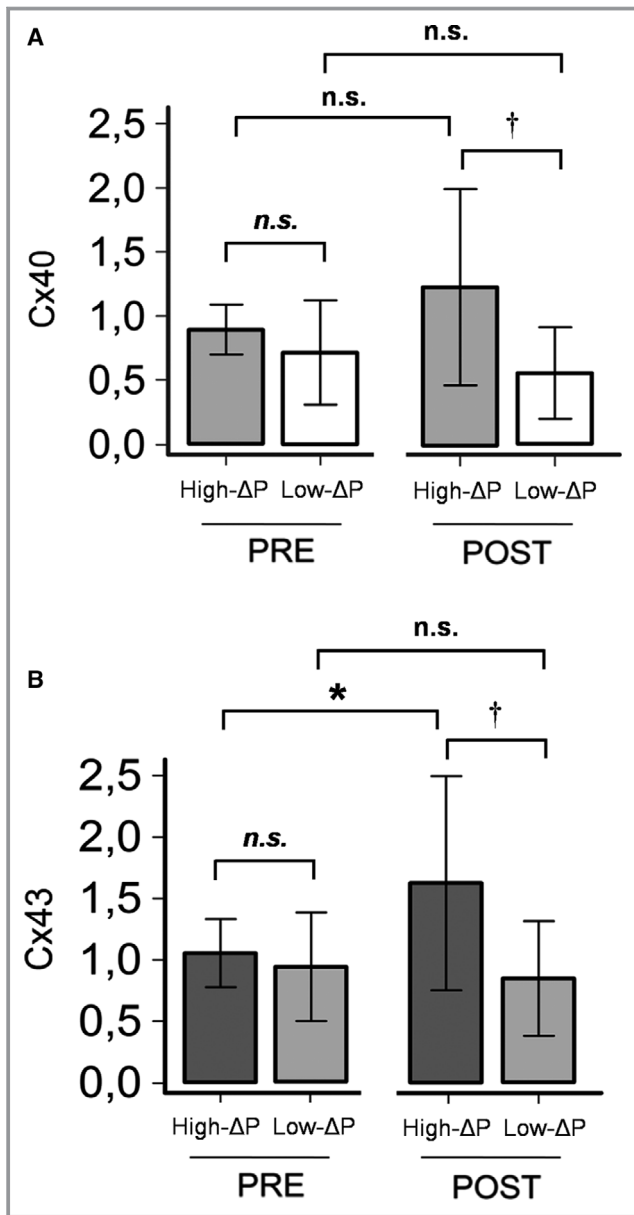 A
n.s.
n.s.
†
n.s.
2,5
2,0
1,5
1,0
0,5
0,0
Cx40
High-ΔP Low-ΔP High-ΔP Low-ΔP
PRE POST
B
n.s.
*
†
n.s.
2,5
2,0
1,5
1,0
0,5
0,0
Cx43
High-ΔP Low-ΔP High-ΔP Low-ΔP
PRE POST